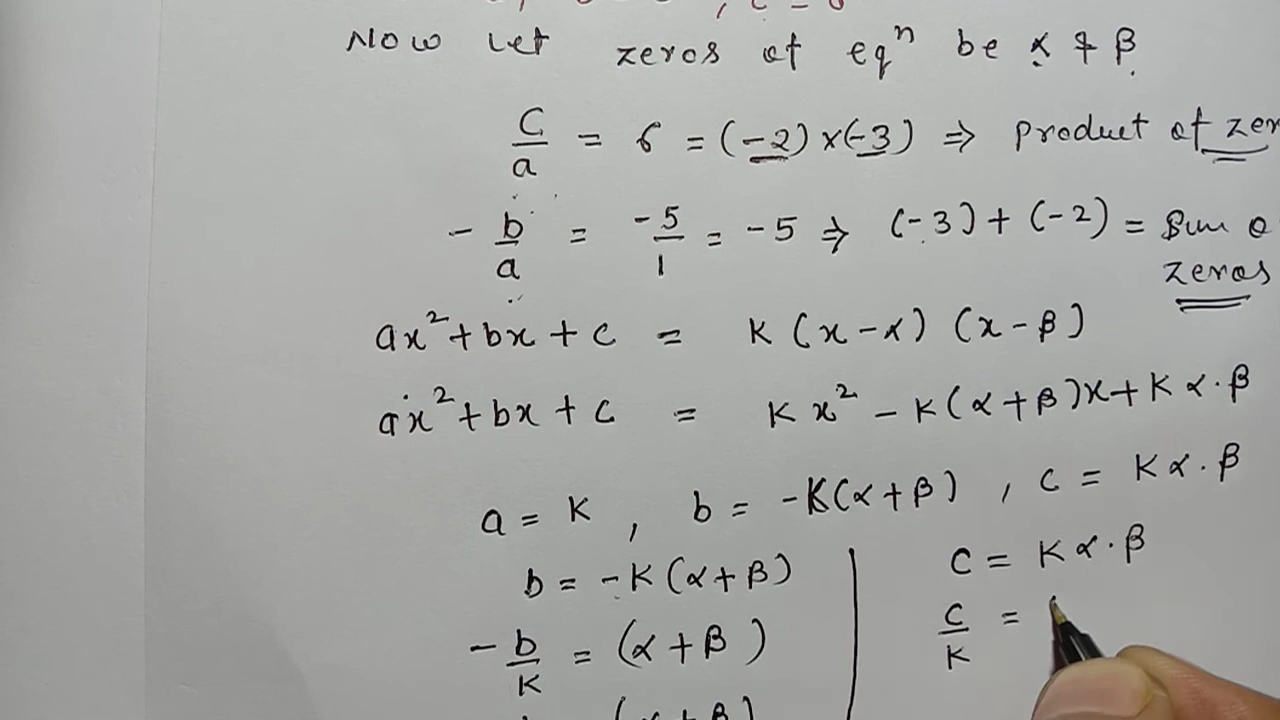 Now let zeros of eqⁿ be α & β
C/a = 6 = (-2) × (-3) ⇒ product of zer
- b/a = -5/1 = -5 ⇒ (-3) + (-2) = Sum o
zeros
ax² + bx + c = K (x - α) (x - β)
ax² + bx + c = K x² - K (α + β) x + K α · β
a = K , b = -K (α + β) , c = K α · β
b = -K (α + β)
- b/K = (α + β)
C = K α · β
C/K =